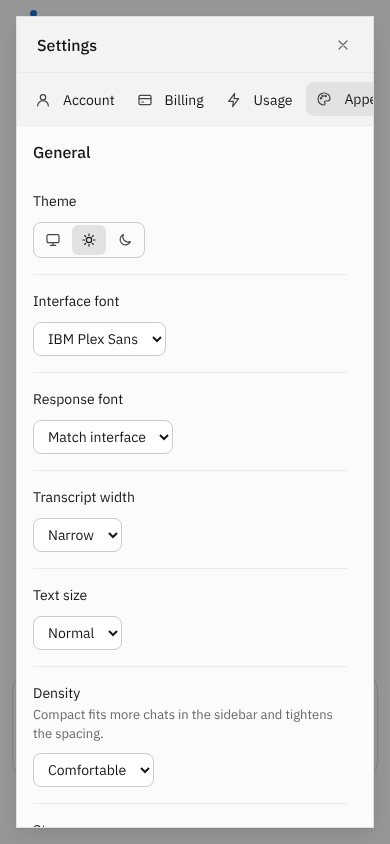 Settings
Account
Billing
Usage
General
Theme
Interface font
IBM Plex Sans
Response font
Match interface
Transcript width
Narrow
Text size
Normal
Density
Compact fits more chats in the sidebar and tightens
the spacing.
Comfortable